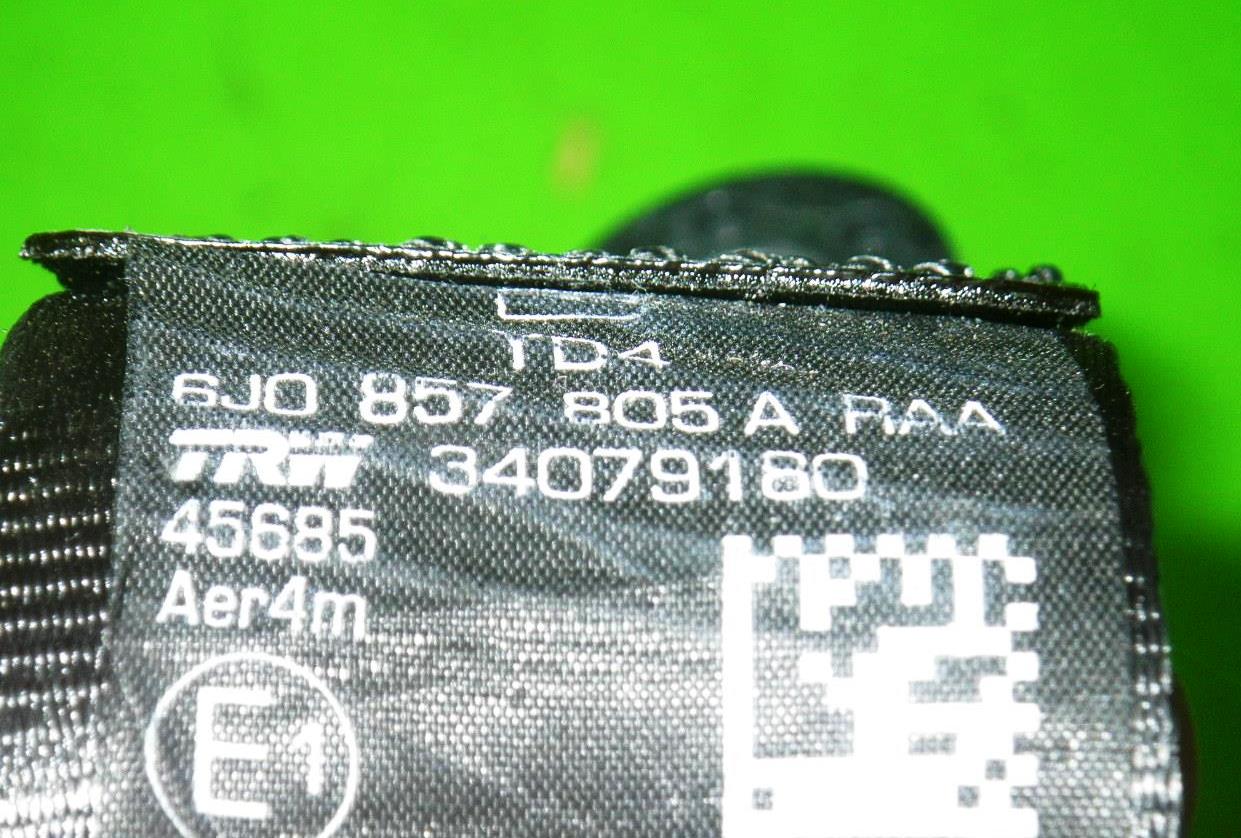 TD4
6J0 857 805 A RAA
TRW 34079180
45685
Aer4m
E1